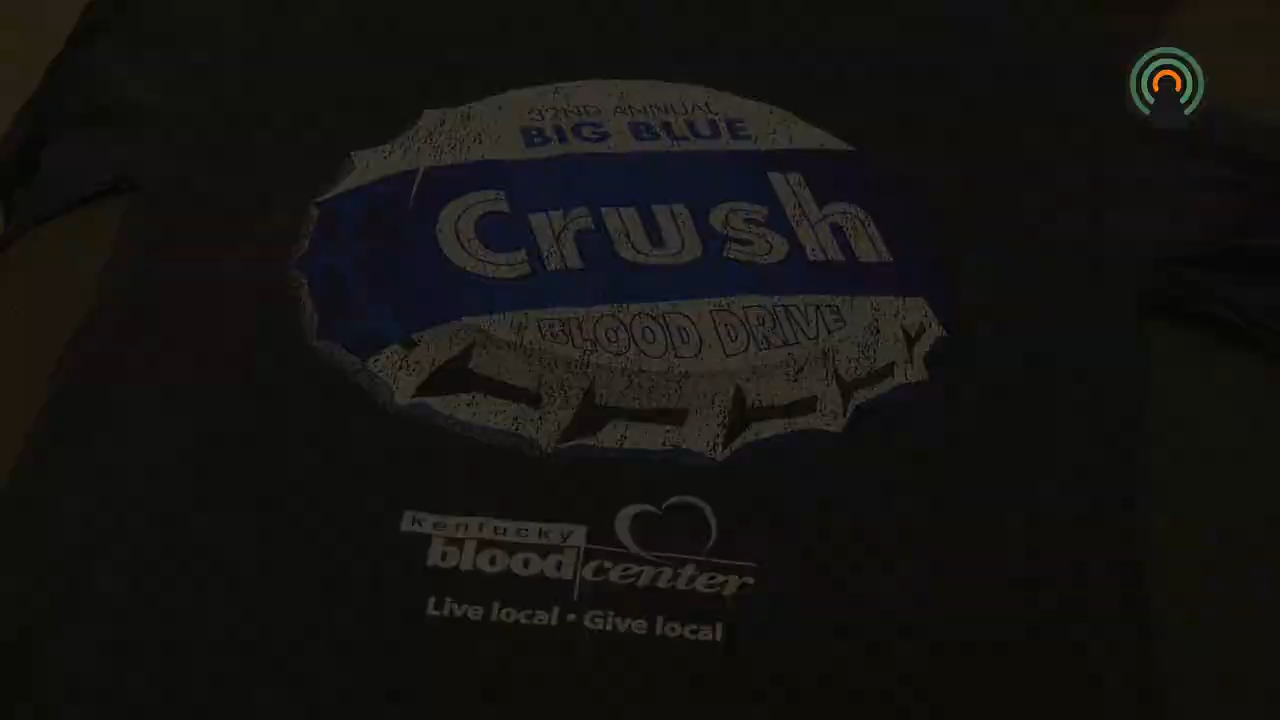 32ND ANNUAL
BIG BLUE
Crush
BLOOD DRIVE
Kentucky
blood center
Live local • Give local